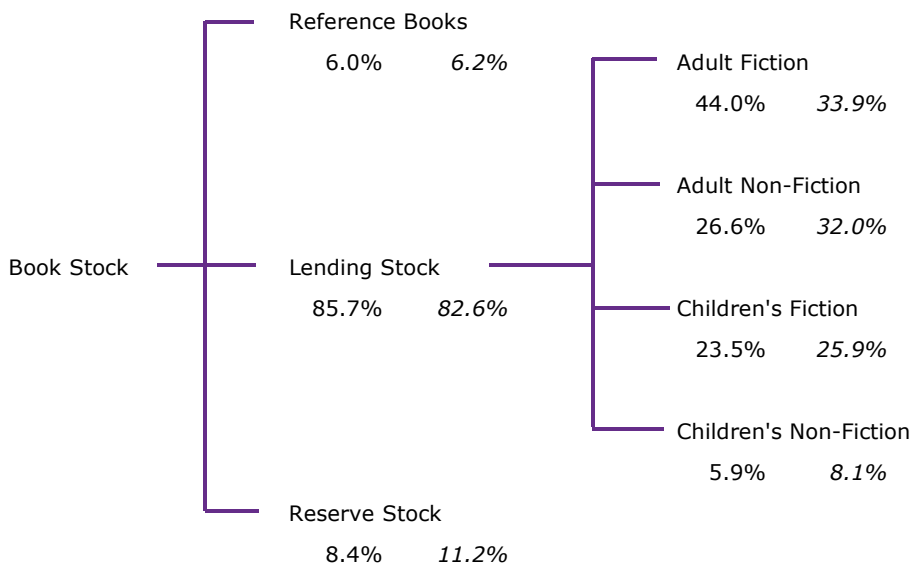 Reference Books
6.0% 6.2%
Adult Fiction
44.0% 33.9%
Adult Non-Fiction
26.6% 32.0%
Book Stock
Lending Stock
85.7% 82.6%
Children's Fiction
23.5% 25.9%
Children's Non-Fiction
5.9% 8.1%
Reserve Stock
8.4% 11.2%